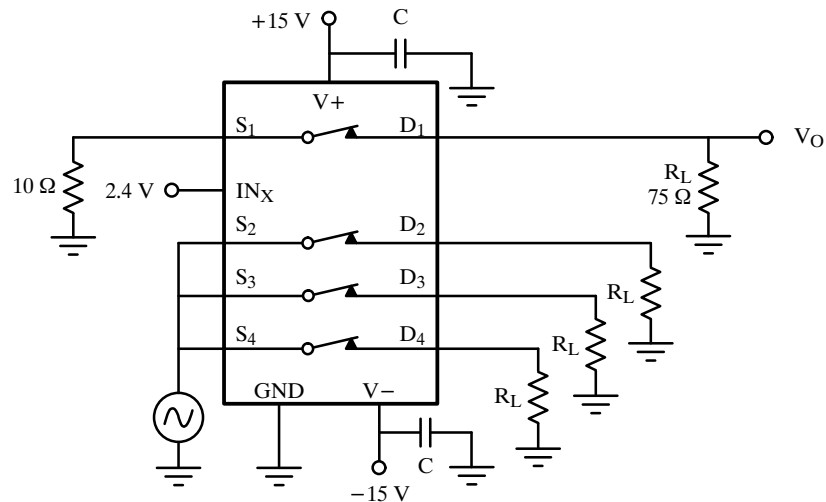 +15 V
C
V+
S1
D1
VO
10 Ω
2.4 V
INX
RL
75 Ω
S2
D2
S3
D3
RL
S4
D4
RL
RL
GND
V−
C
−15 V